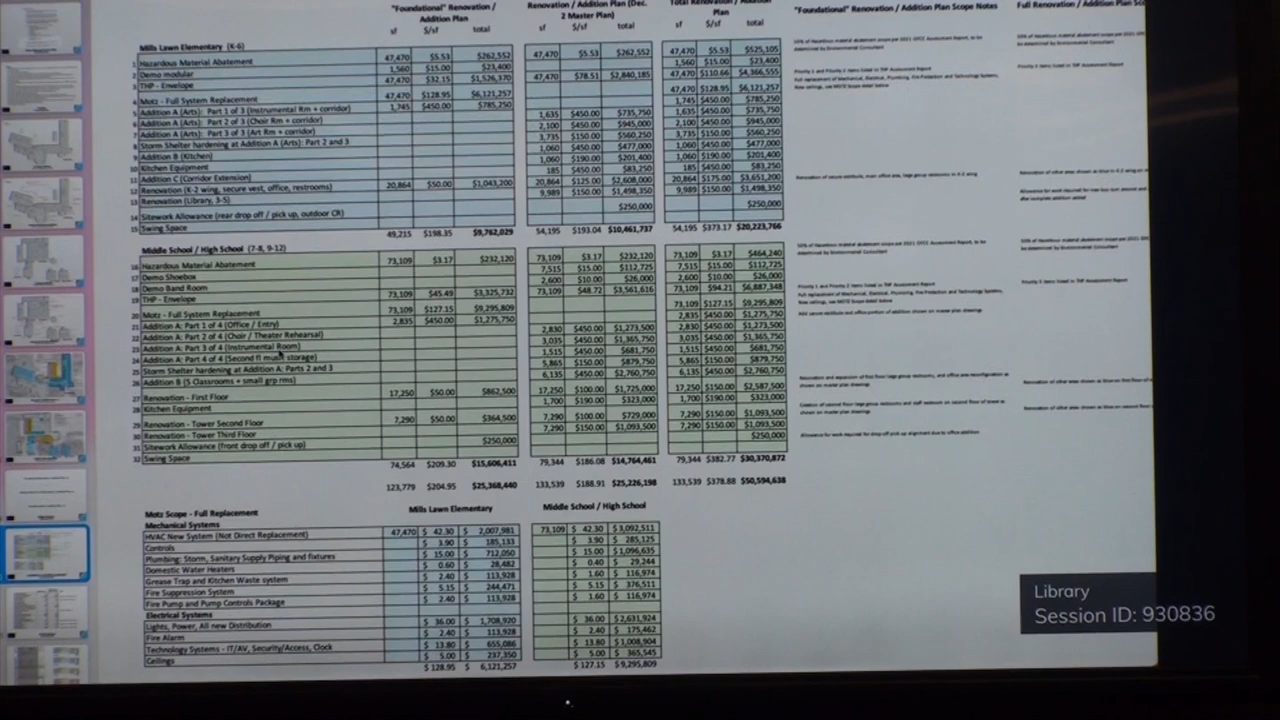 "Foundational" Renovation / Addition Plan
Renovation / Addition Plan (Dec. 2 Master Plan)
Total Renovation / Addition Plan
"Foundational" Renovation / Addition Plan Scope Notes
Full Renovation / Addition Plan
sf $/sf total sf $/sf total sf $/sf total
Mills Lawn Elementary (K-6)
1 Hazardous Material Abatement 47,470 $5.53 $262,552 47,470 $5.53 $262,552 47,470 $5.53 $525,105
2 Demo modular 1,560 $15.00 $23,400 1,560 $15.00 $23,400
3 THP - Envelope 47,470 $32.15 $1,526,370 47,470 $78.51 $2,840,185 47,470 $110.66 $4,366,555
4 Motz - Full System Replacement 47,470 $128.95 $6,121,257 47,470 $128.95 $6,121,257
5 Addition A (Arts): Part 1 of 3 (Instrumental Rm + corridor) 1,745 $450.00 $785,250 1,745 $450.00 $785,250
6 Addition A (Arts): Part 2 of 3 (Choir Rm + corridor) 1,635 $450.00 $735,750 1,635 $450.00 $735,750
7 Addition A (Arts): Part 3 of 3 (Art Rm + corridor) 2,100 $450.00 $945,000 2,100 $450.00 $945,000
8 Storm Shelter hardening at Addition A (Arts): Part 2 and 3 3,735 $150.00 $560,250 3,735 $150.00 $560,250
9 Addition B (Kitchen) 1,060 $450.00 $477,000 1,060 $450.00 $477,000
10 Kitchen Equipment 1,060 $190.00 $201,400 1,060 $190.00 $201,400
11 Addition C (Corridor Extension) 185 $450.00 $83,250 185 $450.00 $83,250
12 Renovation (K-2 wing, secure vest, office, restrooms) 20,864 $50.00 $1,043,200 20,864 $125.00 $2,608,000 20,864 $175.00 $3,651,200
13 Renovation (Library, 3-5) 9,989 $150.00 $1,498,350 9,989 $150.00 $1,498,350
14 Sitework Allowance (rear drop off / pick up, outdoor CR) $250,000 $250,000
15 Swing Space
49,215 $198.35 $9,762,029 54,195 $193.04 $10,461,737 54,195 $373.17 $20,223,766
Middle School / High School (7-8, 9-12)
16 Hazardous Material Abatement 73,109 $3.17 $232,120 73,109 $3.17 $232,120 73,109 $3.17 $464,240
17 Demo Shoebox 7,515 $15.00 $112,725 7,515 $15.00 $112,725
18 Demo Band Room 2,600 $10.00 $26,000 2,600 $10.00 $26,000
19 THP - Envelope 73,109 $45.49 $3,325,732 73,109 $48.72 $3,561,616 73,109 $94.21 $6,887,348
20 Motz - Full System Replacement 73,109 $127.15 $9,295,809 73,109 $127.15 $9,295,809
21 Addition A: Part 1 of 4 (Office / Entry) 2,835 $450.00 $1,275,750 2,835 $450.00 $1,275,750
22 Addition A: Part 2 of 4 (Choir / Theater Rehearsal) 2,830 $450.00 $1,273,500 2,830 $450.00 $1,273,500
23 Addition A: Part 3 of 4 (Instrumental Room) 3,035 $450.00 $1,365,750 3,035 $450.00 $1,365,750
24 Addition A: Part 4 of 4 (Second fl music storage) 1,515 $450.00 $681,750 1,515 $450.00 $681,750
25 Storm Shelter hardening at Addition A: Parts 2 and 3 5,865 $150.00 $879,750 5,865 $150.00 $879,750
26 Addition B (5 Classrooms + small grp rms) 6,135 $450.00 $2,760,750 6,135 $450.00 $2,760,750
27 Renovation - First Floor 17,250 $50.00 $862,500 17,250 $100.00 $1,725,000 17,250 $150.00 $2,587,500
28 Kitchen Equipment 1,700 $190.00 $323,000 1,700 $190.00 $323,000
29 Renovation - Tower Second Floor 7,290 $50.00 $364,500 7,290 $100.00 $729,000 7,290 $150.00 $1,093,500
30 Renovation - Tower Third Floor 7,290 $150.00 $1,093,500 7,290 $150.00 $1,093,500
31 Sitework Allowance (front drop off / pick up) $250,000 $250,000
32 Swing Space
74,564 $209.30 $15,606,411 79,344 $186.08 $14,764,461 79,344 $382.77 $30,370,872
123,779 $204.95 $25,368,440 133,539 $188.91 $25,226,198 133,539 $378.88 $50,594,638
Motz Scope - Full Replacement Mills Lawn Elementary Middle School / High School
Mechanical Systems
HVAC New System (Not Direct Replacement) 47,470 $ 42.30 $ 2,007,981 73,109 $ 42.30 $ 3,092,511
Controls $ 3.90 $ 185,133 $ 3.90 $ 285,125
Plumbing: Storm, Sanitary Supply Piping and fixtures $ 15.00 $ 712,050 $ 15.00 $ 1,096,635
Domestic Water Heaters $ 0.60 $ 28,482 $ 0.40 $ 29,244
Grease Trap and Kitchen Waste system $ 2.40 $ 113,928 $ 1.60 $ 116,974
Fire Suppression System $ 5.15 $ 244,471 $ 5.15 $ 376,511
Fire Pump and Pump Controls Package $ 2.40 $ 113,928 $ 1.60 $ 116,974
Electrical Systems
Lights, Power, All new Distribution $ 36.00 $ 1,708,920 $ 36.00 $ 2,631,924
Fire Alarm $ 2.40 $ 113,928 $ 2.40 $ 175,462
Technology Systems - IT/AV, Security/Access, Clock $ 13.80 $ 655,086 $ 13.80 $ 1,008,904
Ceilings $ 5.00 $ 237,350 $ 5.00 $ 365,545
$ 128.95 $ 6,121,257 $ 127.15 $ 9,295,809
Library
Session ID: 930836